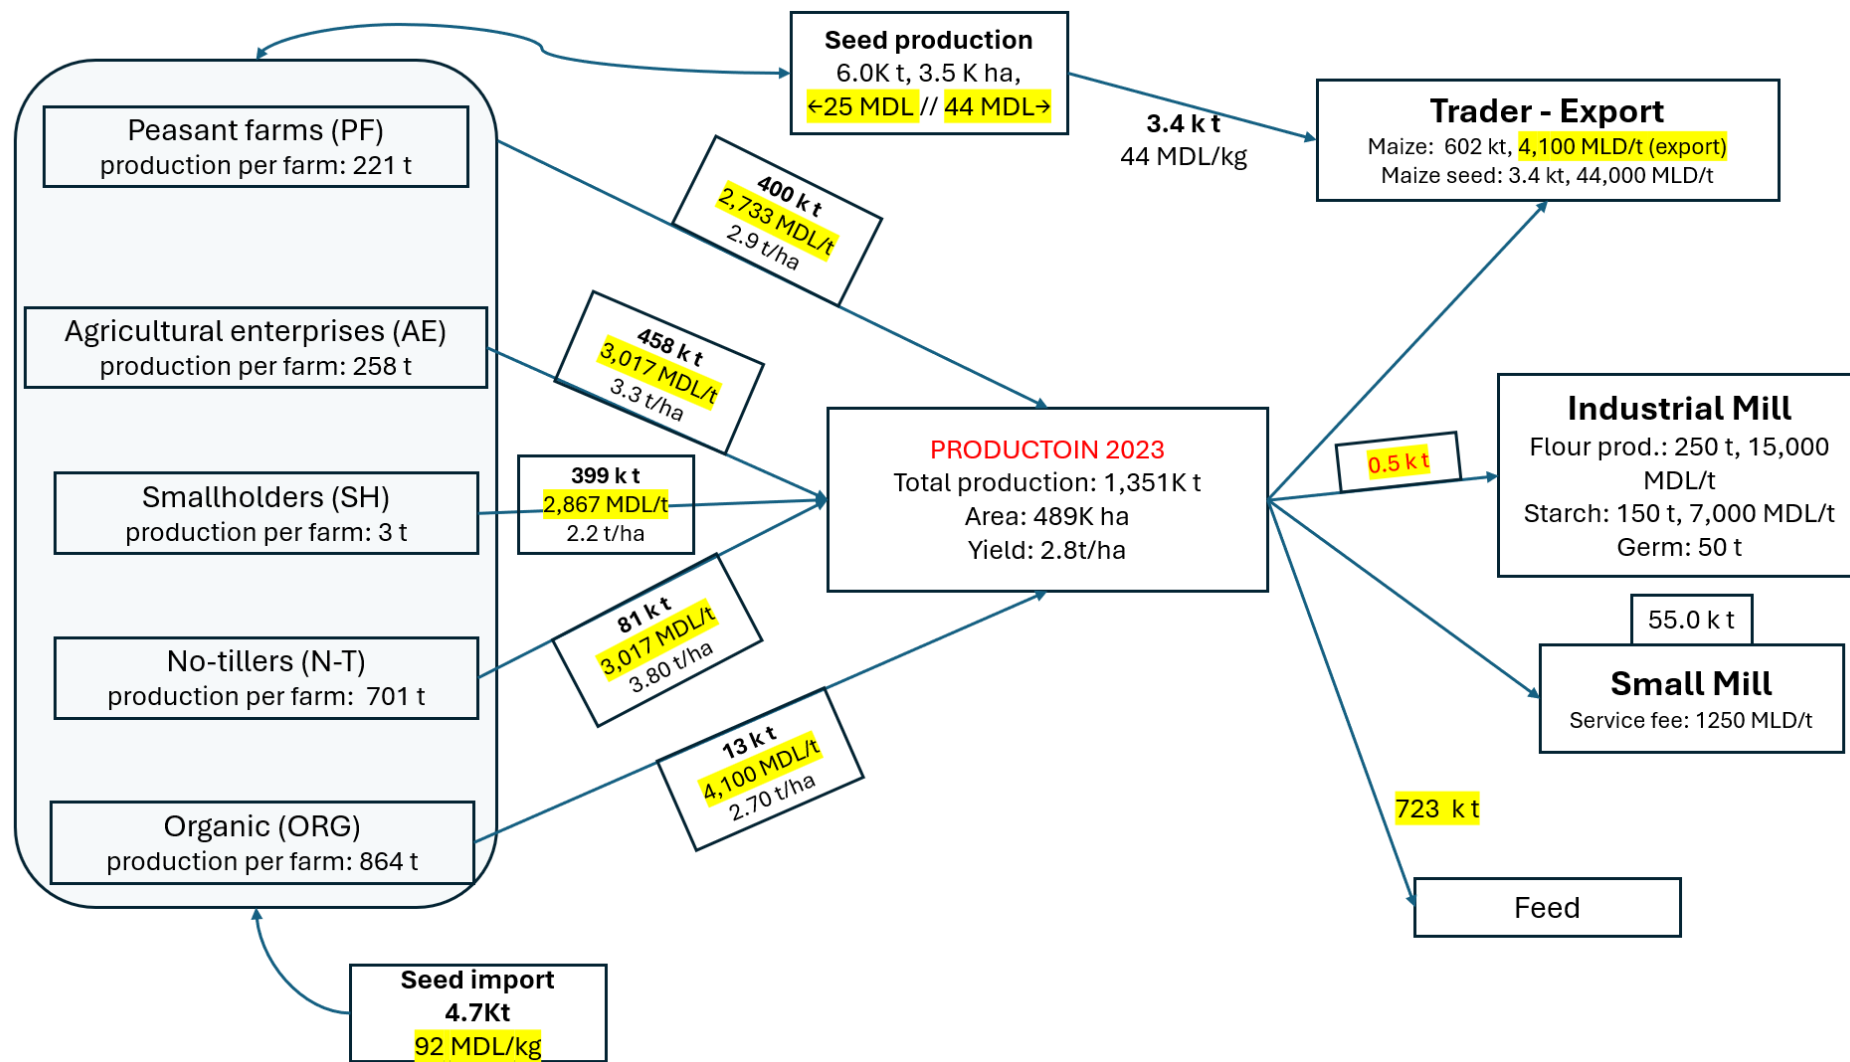 Seed production
6.0K t, 3.5 K ha,
←25 MDL // 44 MDL→
3.4 k t
44 MDL/kg
Trader - Export
Maize:  602 kt, 4,100 MLD/t (export)
Maize seed: 3.4 kt, 44,000 MLD/t
Peasant farms (PF)
production per farm: 221 t
400 k t
2,733 MDL/t
2.9 t/ha
Agricultural enterprises (AE)
production per farm: 258 t
458 k t
3,017 MDL/t
3.3 t/ha
Smallholders (SH)
production per farm: 3 t
399 k t
2,867 MDL/t
2.2 t/ha
No-tillers (N-T)
production per farm:  701 t
81 k t
3,017 MDL/t
3.80 t/ha
Organic (ORG)
production per farm: 864 t
13 k t
4,100 MDL/t
2.70 t/ha
Seed import
4.7Kt
92 MDL/kg
PRODUCTOIN 2023
Total production: 1,351K t
Area: 489K ha
Yield: 2.8t/ha
0.5 k t
Industrial Mill
Flour prod.: 250 t, 15,000
MDL/t
Starch: 150 t, 7,000 MDL/t
Germ: 50 t
55.0 k t
Small Mill
Service fee: 1250 MLD/t
723  k t
Feed